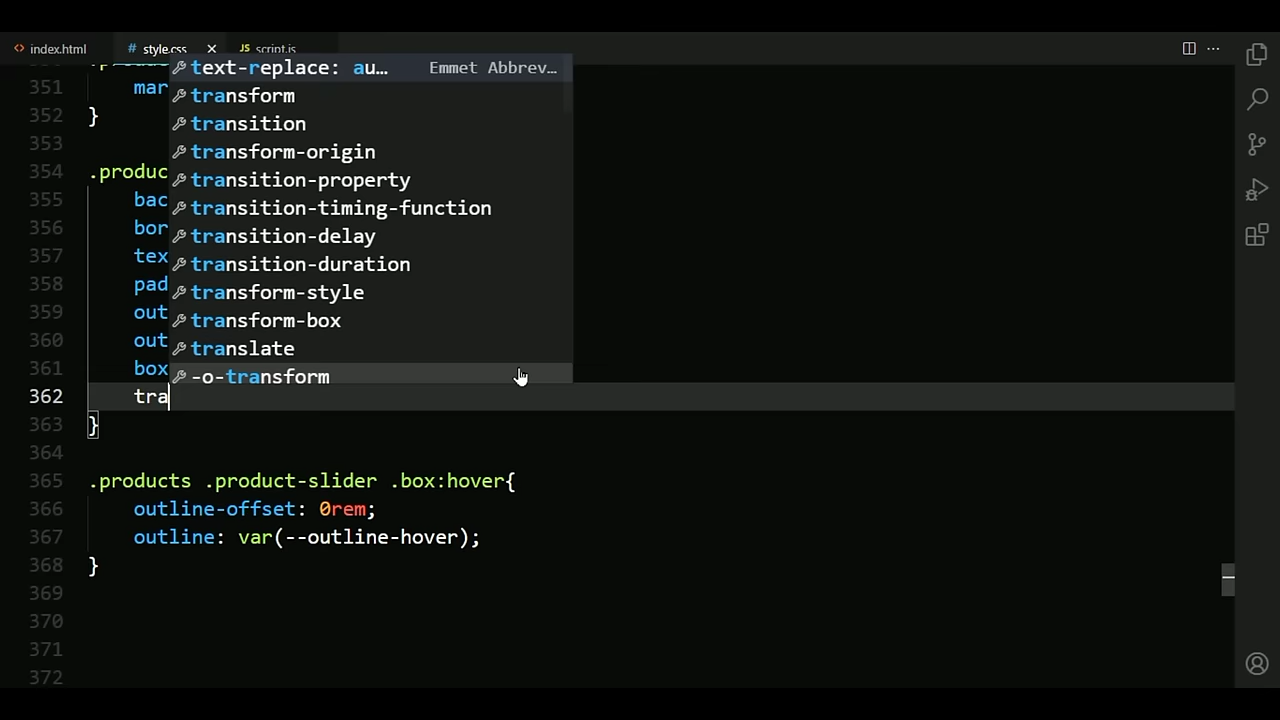 index.html style.css JS script.js
351 mar
352 }
353
354 .produc
355 bac
356 bor
357 tex
358 pad
359 out
360 out
361 box
362 tra
363 }
364
365 .products .product-slider .box:hover{
366 outline-offset: 0rem;
367 outline: var(--outline-hover);
368 }
369
370
371
372
text-replace: au… Emmet Abbrev…
transform
transition
transform-origin
transition-property
transition-timing-function
transition-delay
transition-duration
transform-style
transform-box
translate
-o-transform